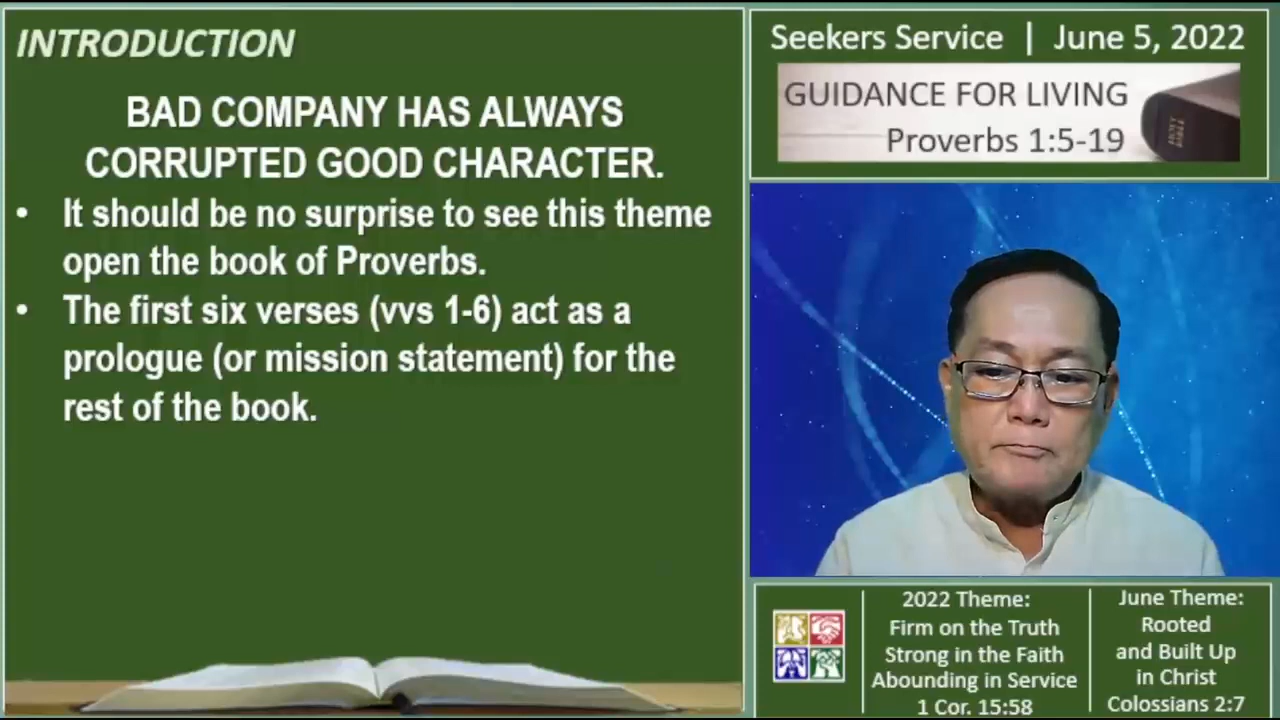 INTRODUCTION
BAD COMPANY HAS ALWAYS
CORRUPTED GOOD CHARACTER.
• It should be no surprise to see this theme
open the book of Proverbs.
• The first six verses (vvs 1-6) act as a
prologue (or mission statement) for the
rest of the book.
Seekers Service | June 5, 2022
GUIDANCE FOR LIVING
Proverbs 1:5-19
2022 Theme:
Firm on the Truth
Strong in the Faith
Abounding in Service
1 Cor. 15:58
June Theme:
Rooted
and Built Up
in Christ
Colossians 2:7